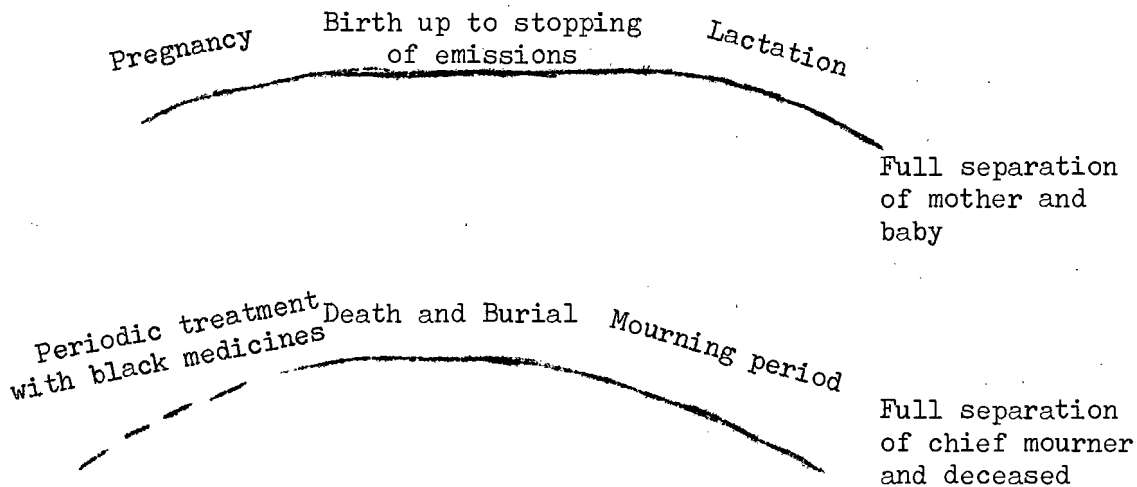 Pregnancy
Birth up to stopping
of emissions
Lactation
Full separation
of mother and
baby
Periodic treatment
with black medicines
Death and Burial
Mourning period
Full separation
of chief mourner
and deceased